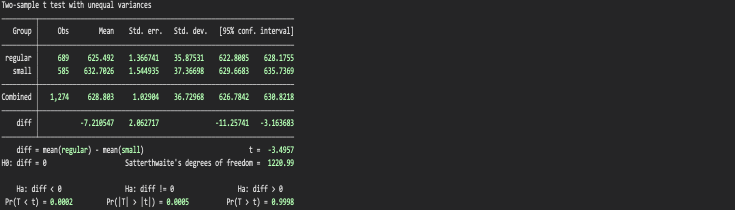 Two-sample t test with unequal variances
Group Obs Mean Std. err. Std. dev. [95% conf. interval]
regular 689 625.492 1.366741 35.87531 622.8085 628.1755
small 585 632.7026 1.544935 37.36698 629.6683 635.7369
Combined 1,274 628.803 1.02904 36.72968 626.7842 630.8218
diff -7.210547 2.062717 -11.25741 -3.163683
diff = mean(regular) - mean(small) t = -3.4957
H0: diff = 0 Satterthwaite's degrees of freedom = 1220.99
Ha: diff < 0 Ha: diff != 0 Ha: diff > 0
Pr(T < t) = 0.0002 Pr(|T| > |t|) = 0.0005 Pr(T > t) = 0.9998